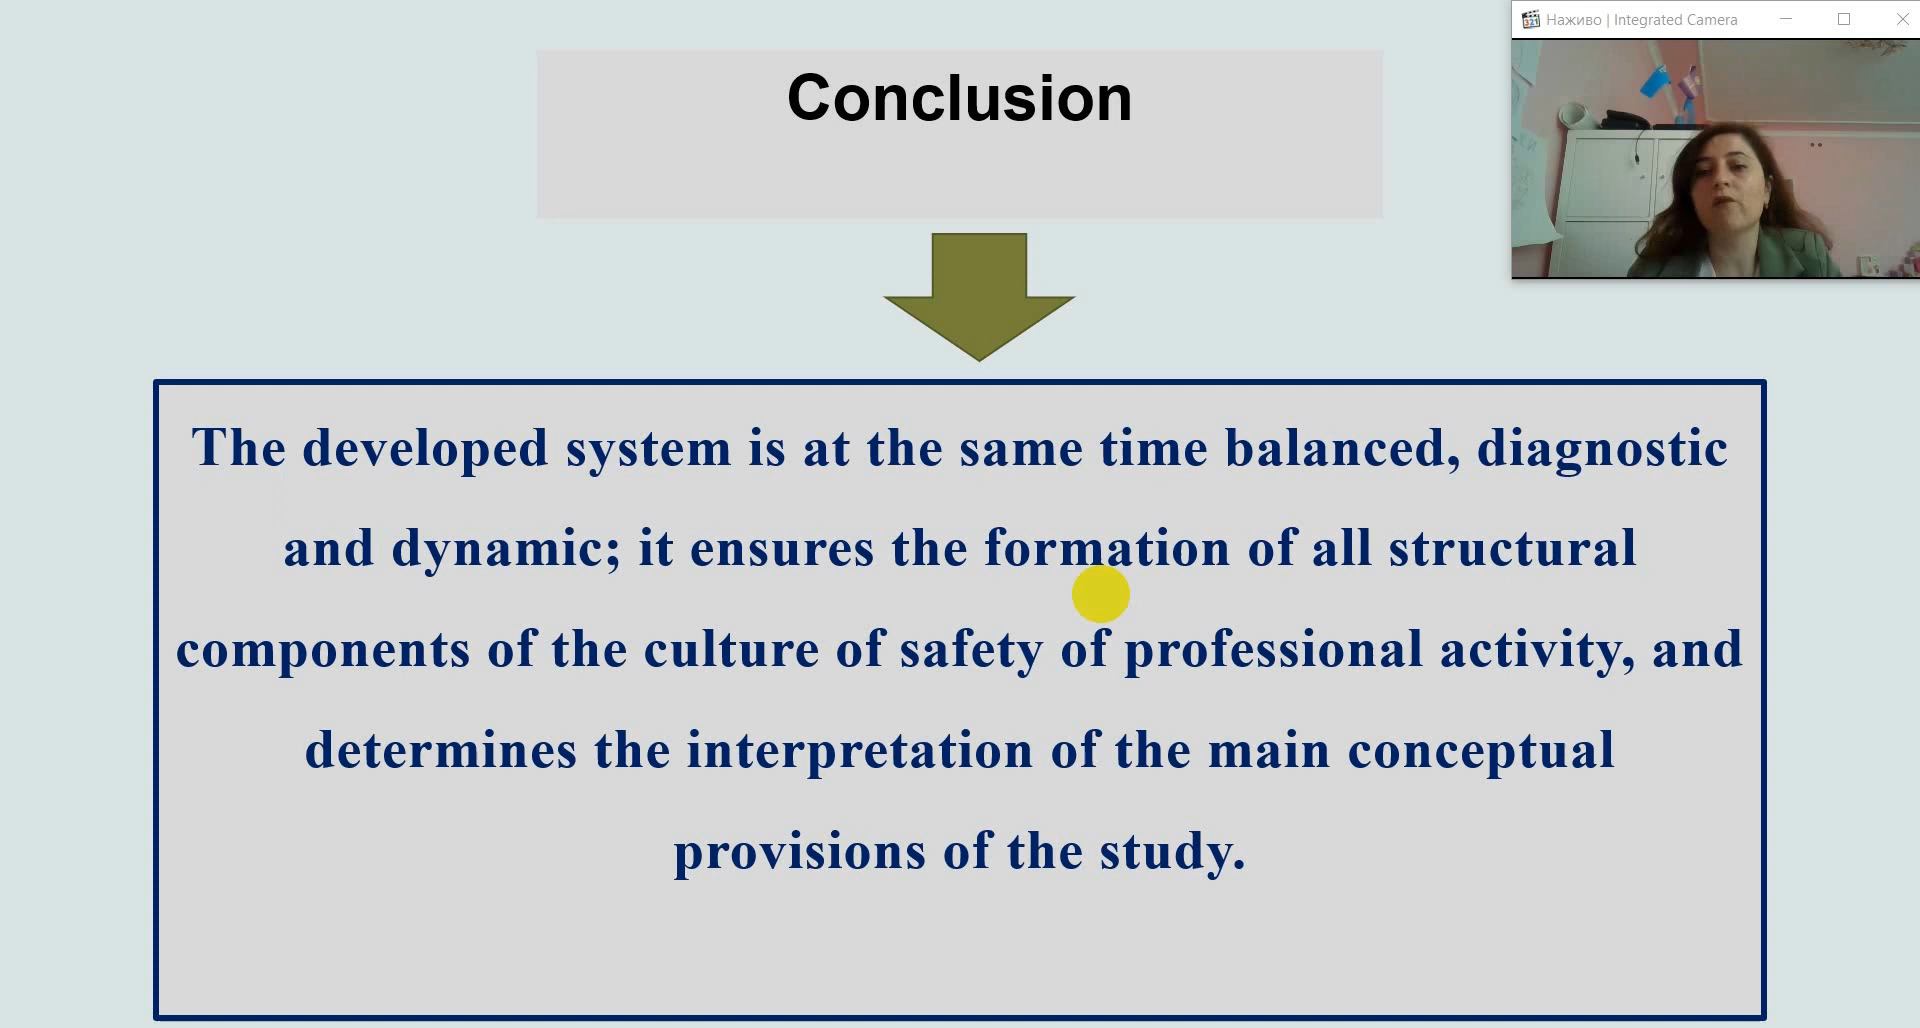 Наживо | Integrated Camera
Conclusion
The developed system is at the same time balanced, diagnostic
and dynamic; it ensures the formation of all structural
components of the culture of safety of professional activity, and
determines the interpretation of the main conceptual
provisions of the study.